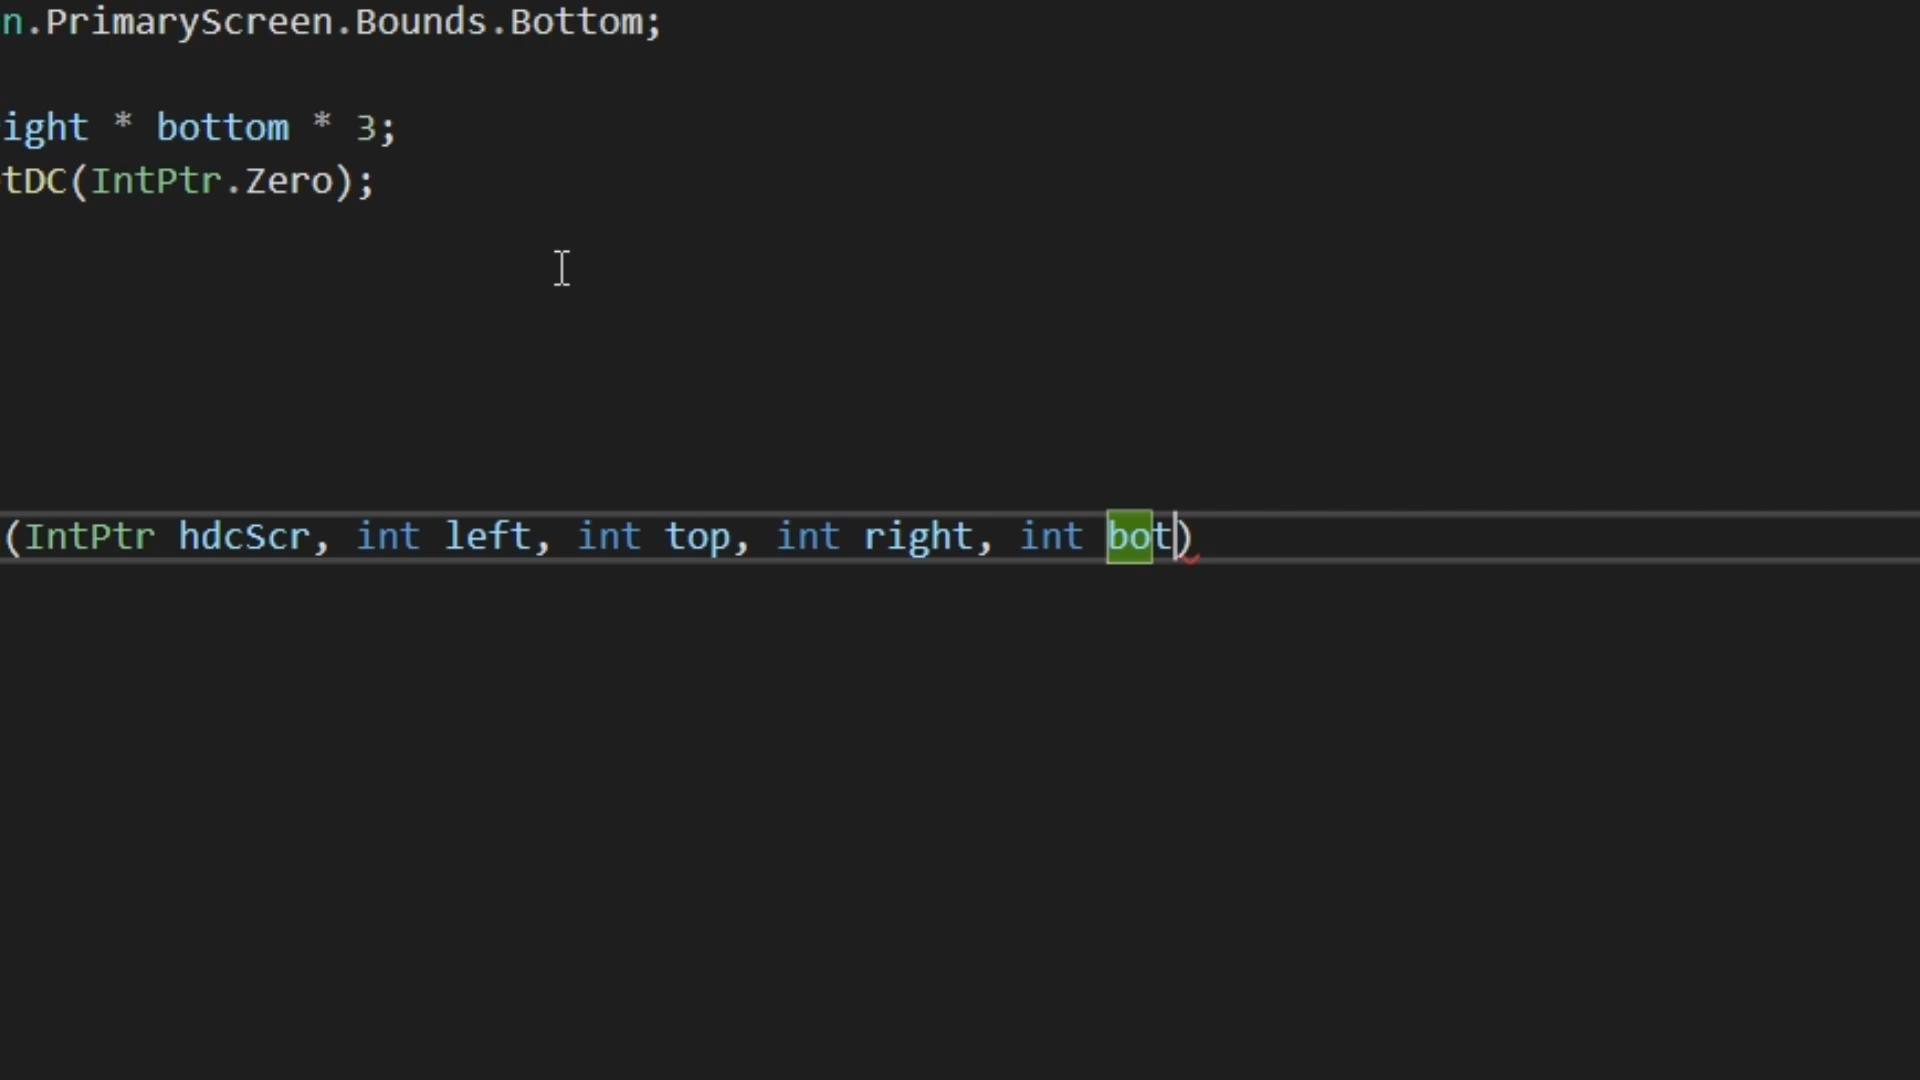 n.PrimaryScreen.Bounds.Bottom;
ight * bottom * 3;
tDC(IntPtr.Zero);
(IntPtr hdcScr, int left, int top, int right, int bot)